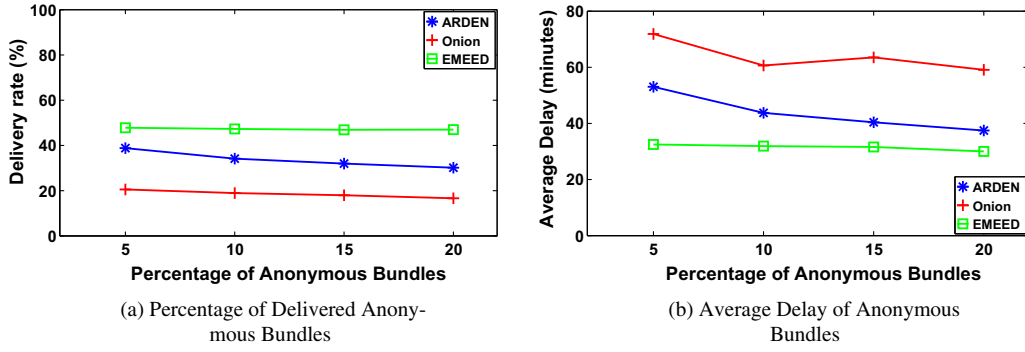 100
80
60
40
20
0
Delivery rate (%)
ARDEN
Onion
EMEED
5
10
15
20
Percentage of Anonymous Bundles
(a) Percentage of Delivered Anony-
mous Bundles
80
60
40
20
0
Average Delay (minutes)
ARDEN
Onion
EMEED
5
10
15
20
Percentage of Anonymous Bundles
(b) Average Delay of Anonymous
Bundles